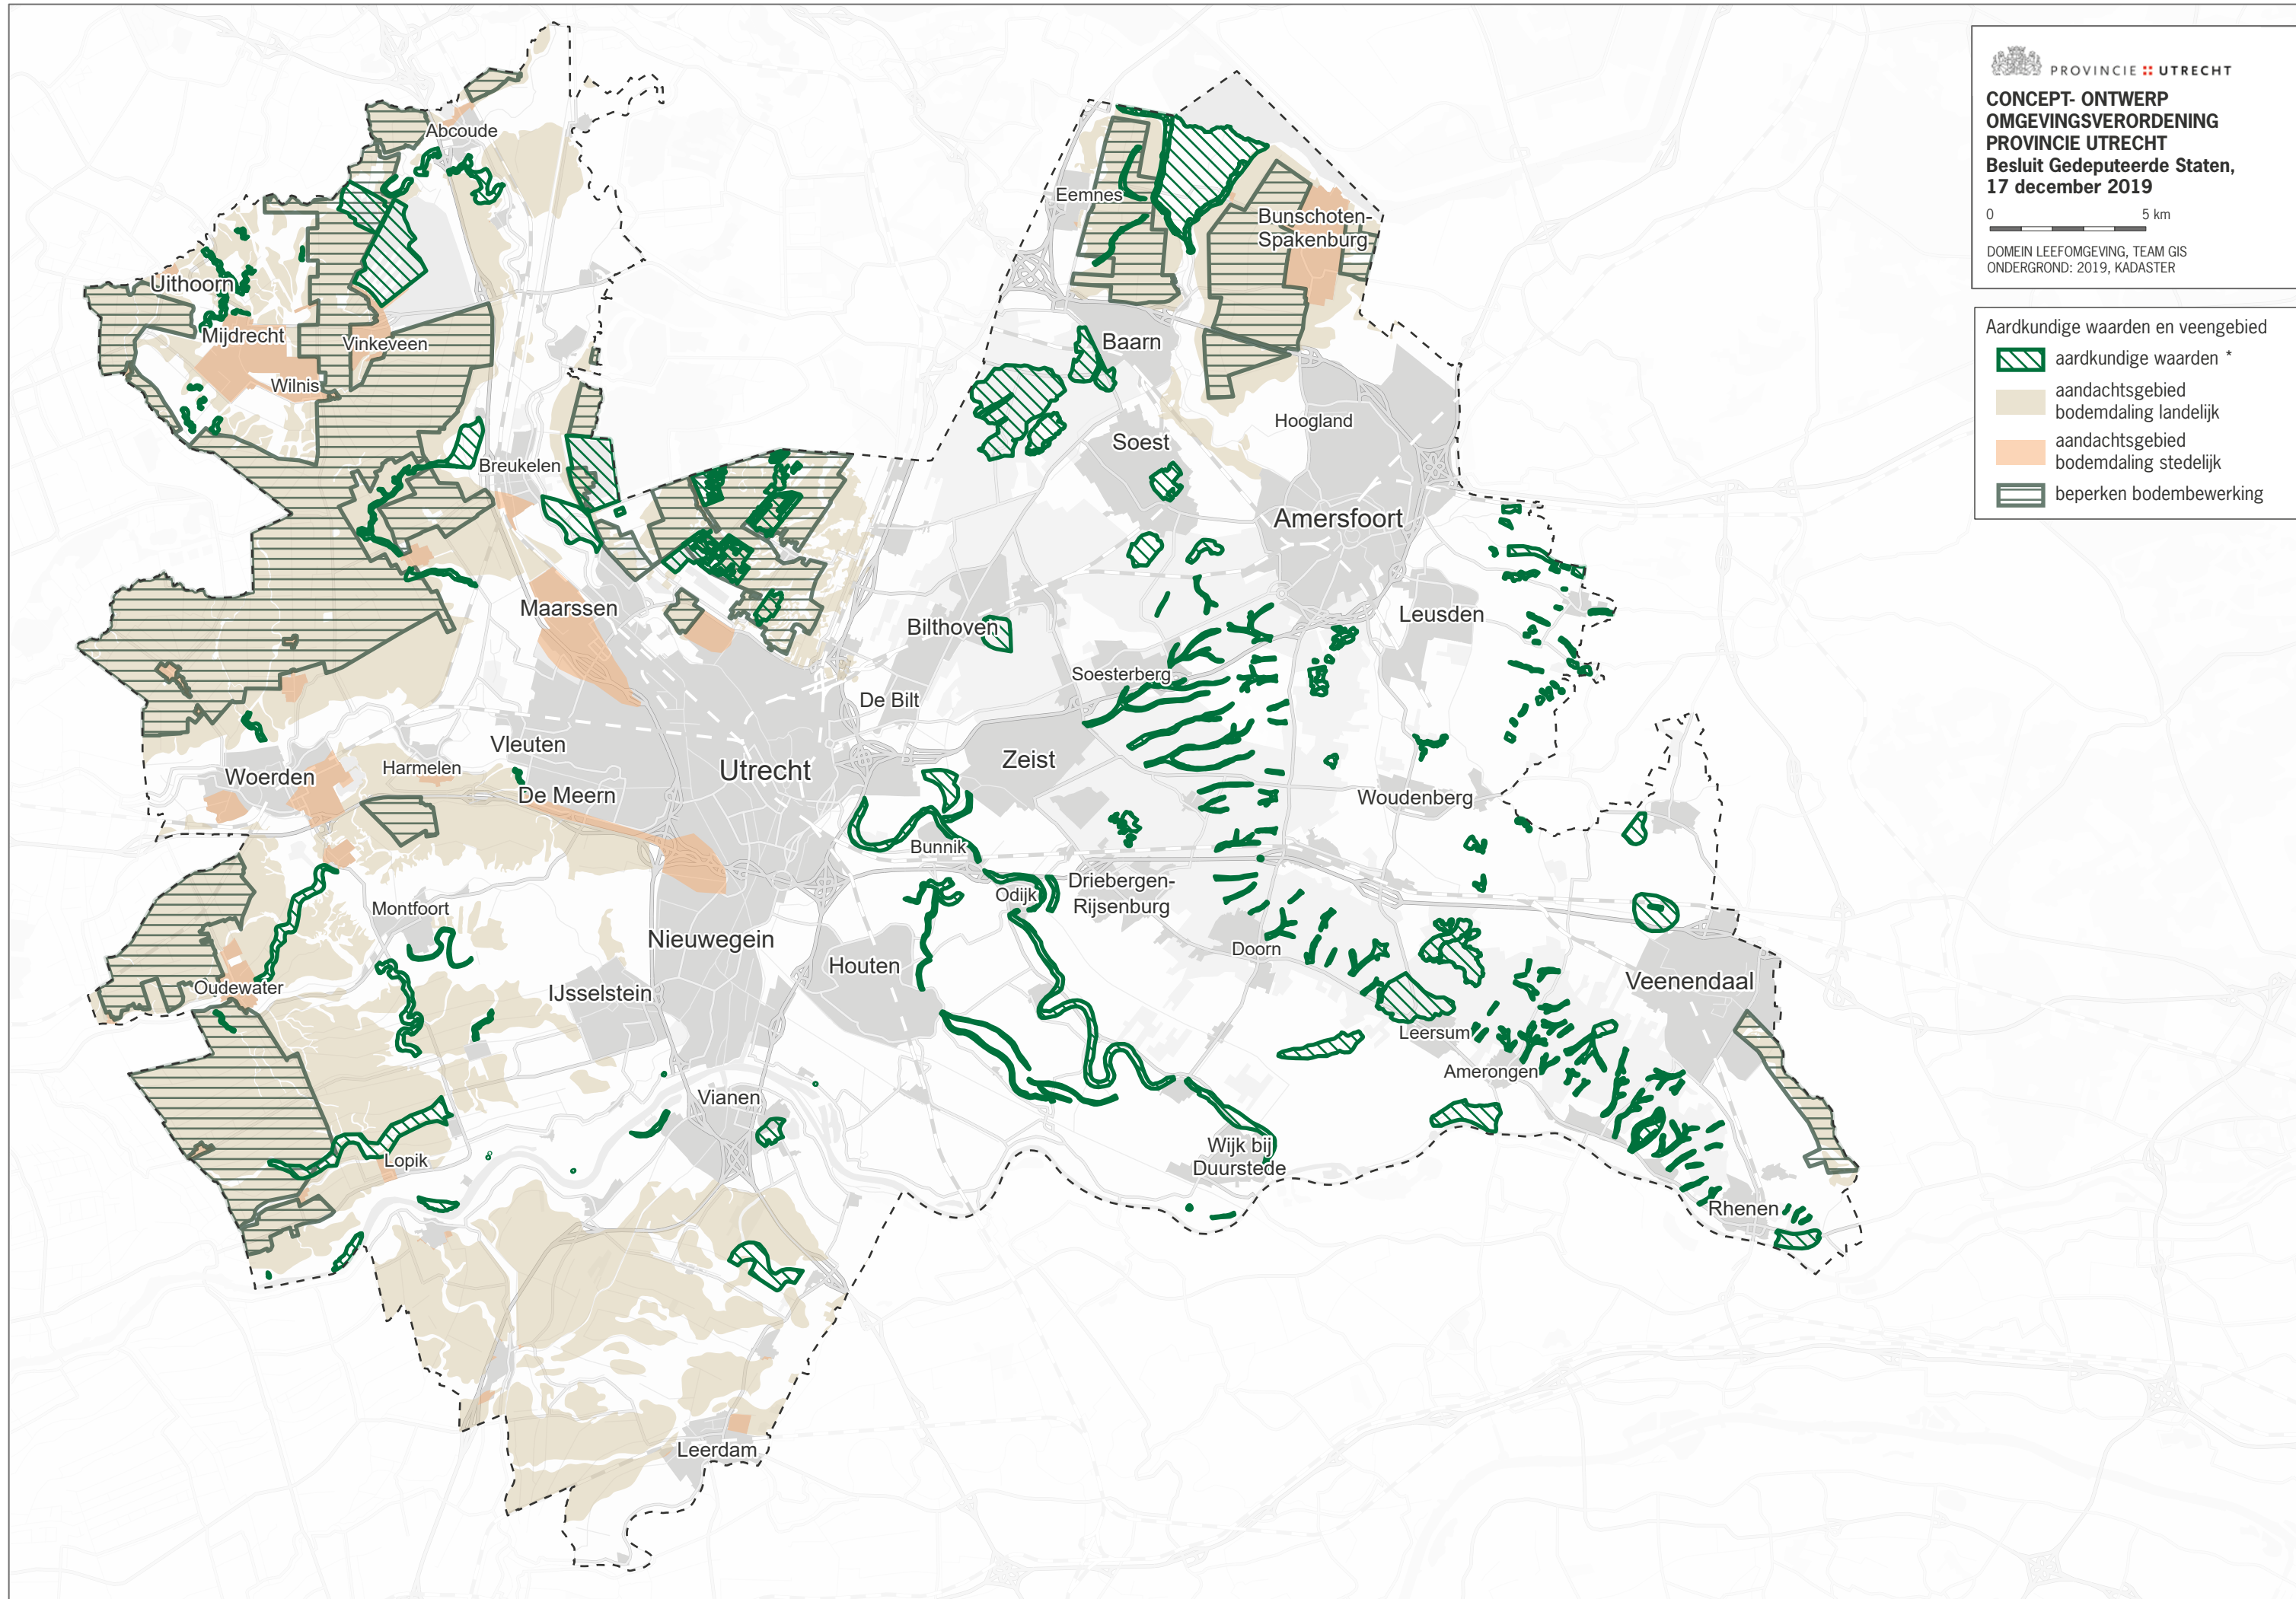 PROVINCIE UTRECHT
CONCEPT- ONTWERP
OMGEVINGSVERORDENING
PROVINCIE UTRECHT
Besluit Gedeputeerde Staten,
17 december 2019
0 5 km
DOMEIN LEEFOMGEVING, TEAM GIS
ONDERGROND: 2019, KADASTER
Aardkundige waarden en veengebied
aardkundige waarden *
aandachtsgebied
bodemdaling landelijk
aandachtsgebied
bodemdaling stedelijk
beperken bodembewerking
Abcoude
Eemnes
Bunschoten-
Spakenburg
Uithoorn
Mijdrecht
Vinkeveen
Baarn
Wilnis
Hoogland
Soest
Breukelen
Amersfoort
Maarssen
Leusden
Bilthoven
Soesterberg
De Bilt
Vleuten
Zeist
Utrecht
Harmelen
Woerden
De Meern
Woudenberg
Bunnik
Driebergen-
Rijsenburg
Odijk
Montfoort
Nieuwegein
Doorn
Houten
Veenendaal
Oudewater
IJsselstein
Leersum
Amerongen
Vianen
Wijk bij
Duurstede
Lopik
Rhenen
Leerdam